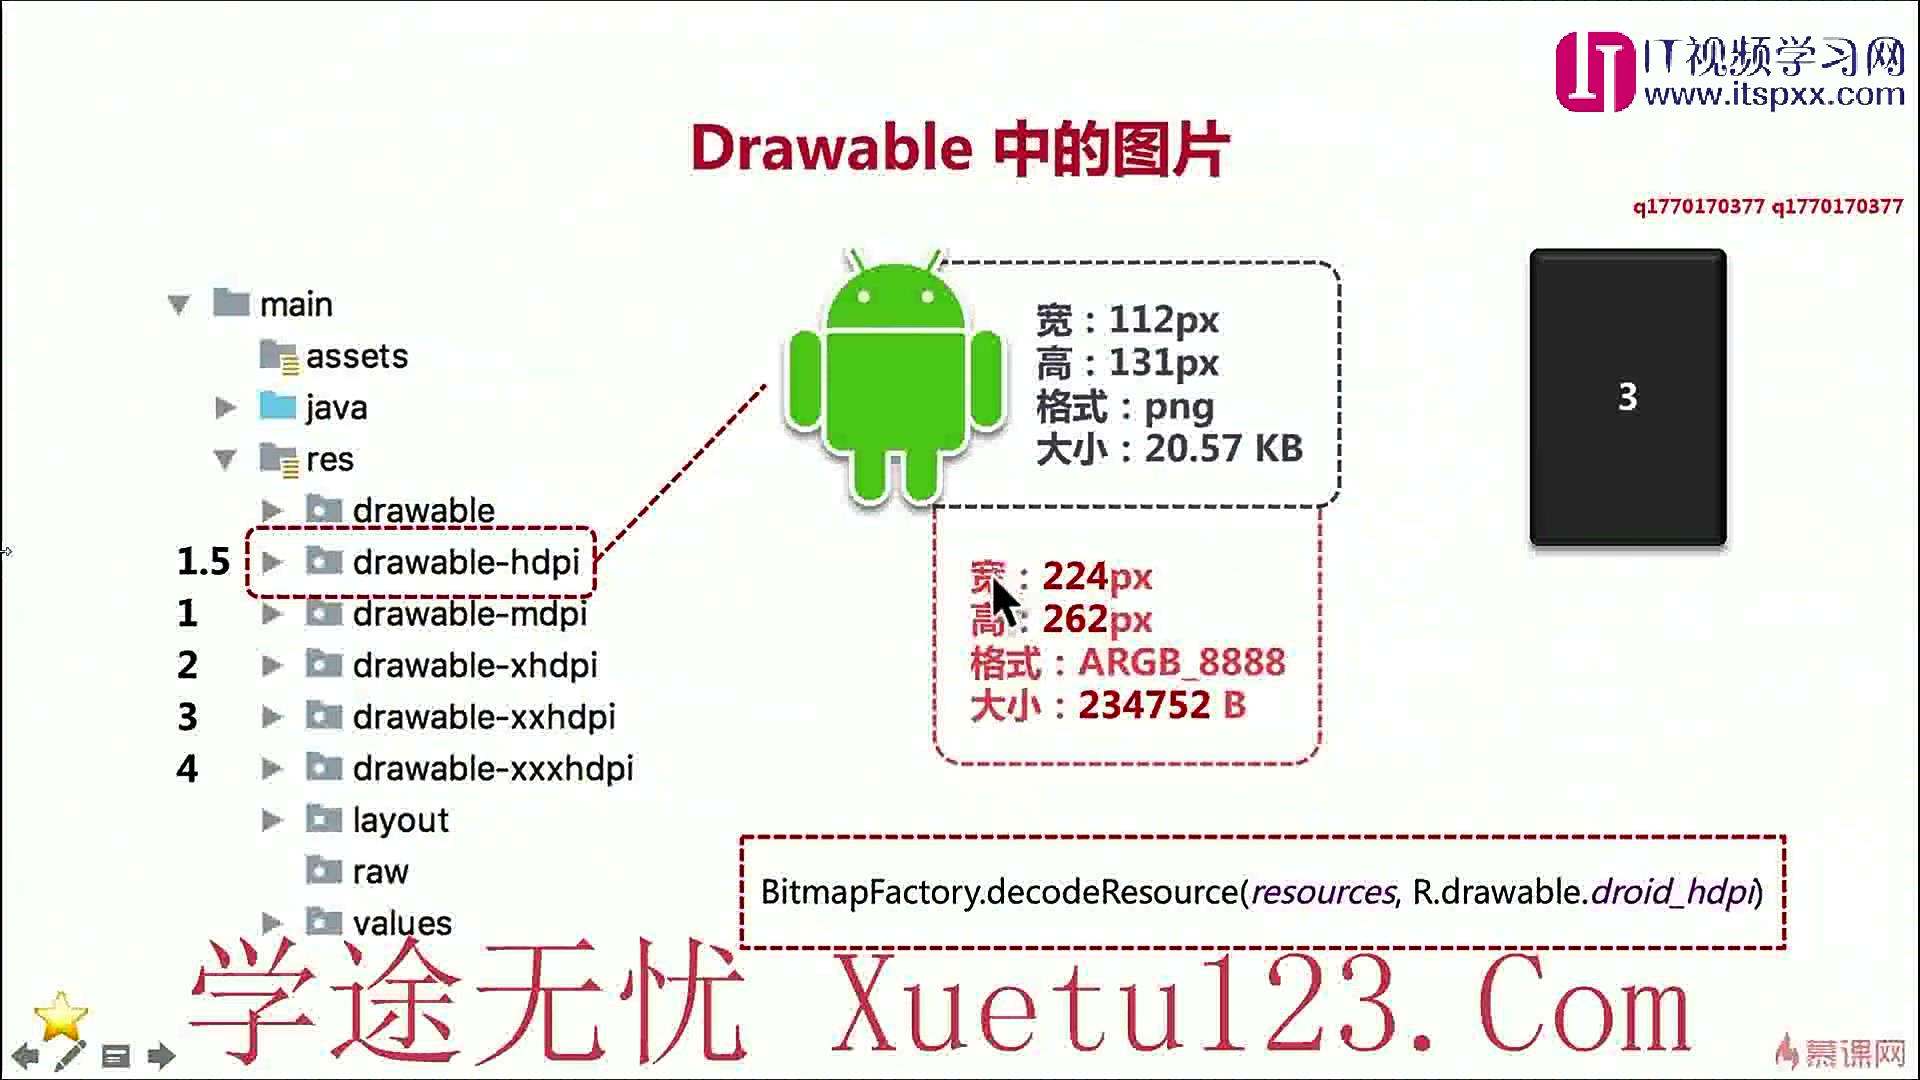 IT视频学习网
www.itspxx.com
Drawable 中的图片
q1770170377 q1770170377
main
assets
java
res
drawable
1.5 drawable-hdpi
1 drawable-mdpi
2 drawable-xhdpi
3 drawable-xxhdpi
4 drawable-xxxhdpi
layout
raw
values
宽：112px
高：131px
格式：png
大小：20.57 KB
宽：224px
高：262px
格式：ARGB_8888
大小：234752 B
3
BitmapFactory.decodeResource(resources, R.drawable.droid_hdpi)
学途无忧 Xuetu123.Com
慕课网